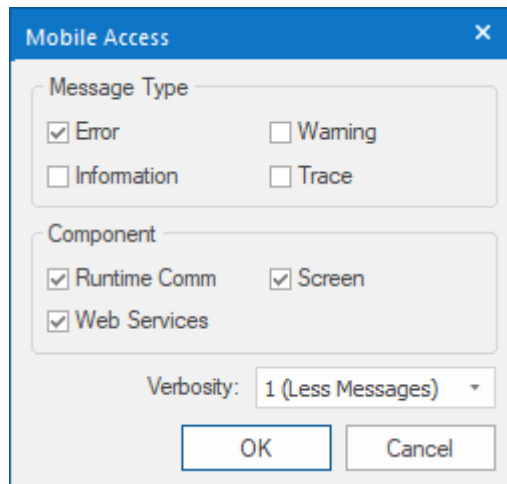 Mobile Access
Message Type
Error
Warning
Information
Trace
Component
Runtime Comm
Screen
Web Services
Verbosity: 1 (Less Messages)
OK
Cancel